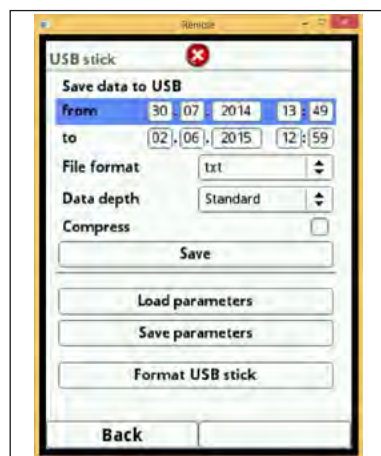 Remote
USB stick
Save data to USB
from 30 . 07 . 2014 13 : 49
to 02 . 06 . 2015 12 : 59
File format txt
Data depth Standard
Compress
Save
Load parameters
Save parameters
Format USB stick
Back